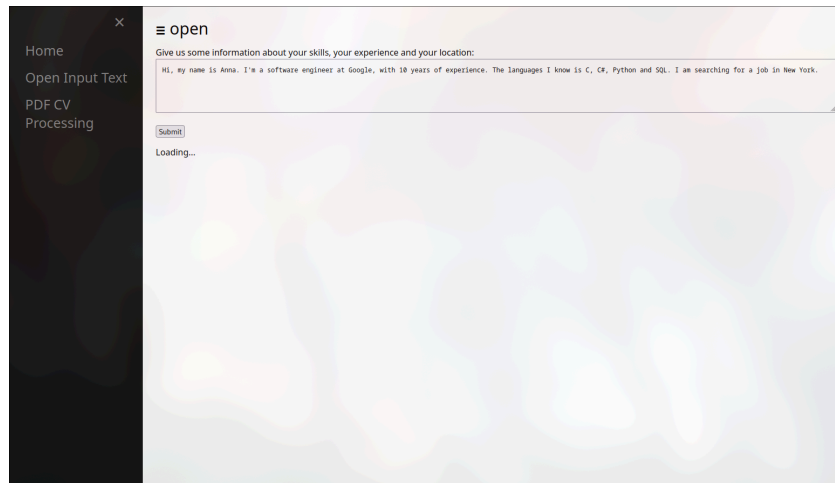 ×
Home
Open Input Text
PDF CV
Processing
≡ open
Give us some information about your skills, your experience and your location:
Hi, my name is Anna. I'm a software engineer at Google, with 10 years of experience. The languages I know is C, C#, Python and SQL. I am searching for a job in New York.
Submit
Loading...